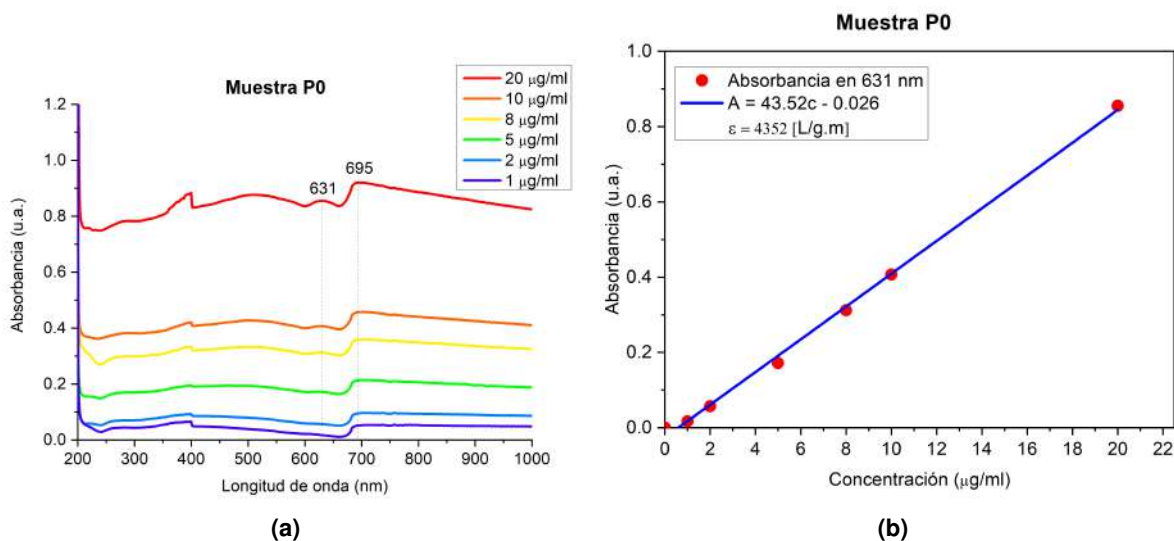 Muestra P0
20 μg/ml
10 μg/ml
8 μg/ml
5 μg/ml
2 μg/ml
1 μg/ml
631
695
1.2
1.0
0.8
0.6
0.4
0.2
0.0
Absorbancia (u.a.)
200 300 400 500 600 700 800 900 1000
Longitud de onda (nm)
(a)
Muestra P0
Absorbancia en 631 nm
A = 43.52c - 0.026
ε = 4352 [L/g.m]
1.0
0.8
0.6
0.4
0.2
0.0
Absorbancia (u.a.)
0 2 4 6 8 10 12 14 16 18 20 22
Concentración (μg/ml)
(b)